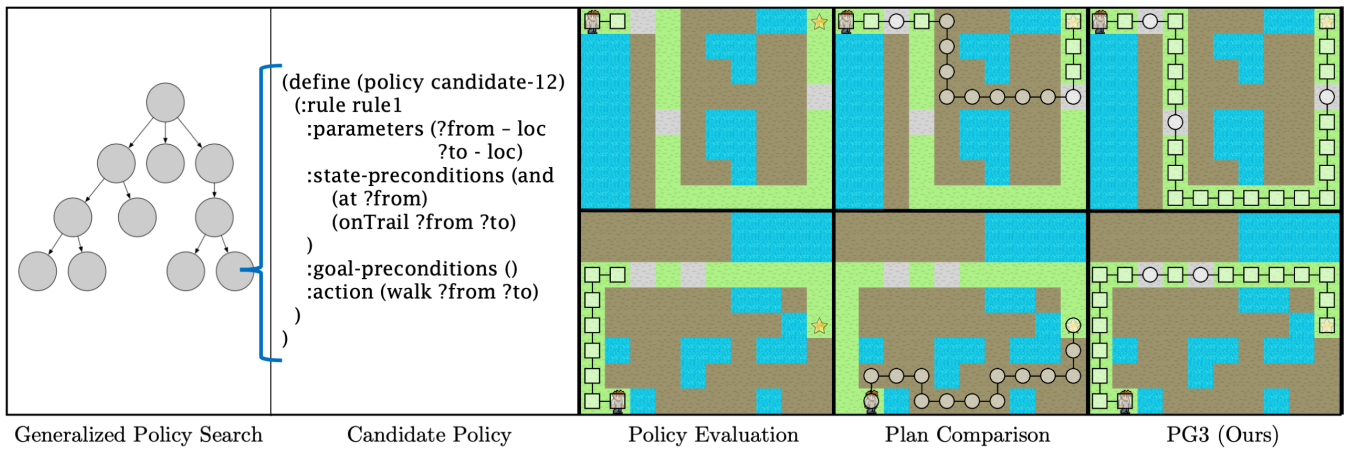 (define (policy candidate-12)
(:rule rule1
:parameters (?from – loc
?to - loc)
:state-preconditions (and
(at ?from)
(onTrail ?from ?to)
)
:goal-preconditions ()
:action (walk ?from ?to)
)
)
Generalized Policy Search
Candidate Policy
Policy Evaluation
Plan Comparison
PG3 (Ours)